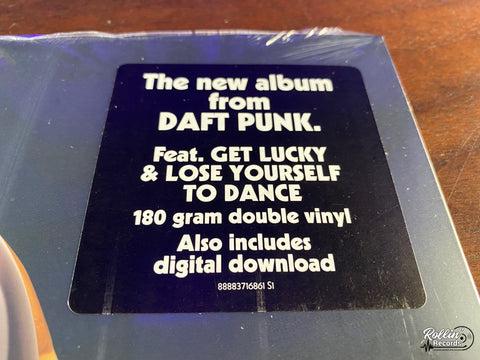 The new album
from
DAFT PUNK.
Feat. GET LUCKY
& LOSE YOURSELF
TO DANCE
180 gram double vinyl
Also includes
digital download
88883716861 S1
Rollin'
Records